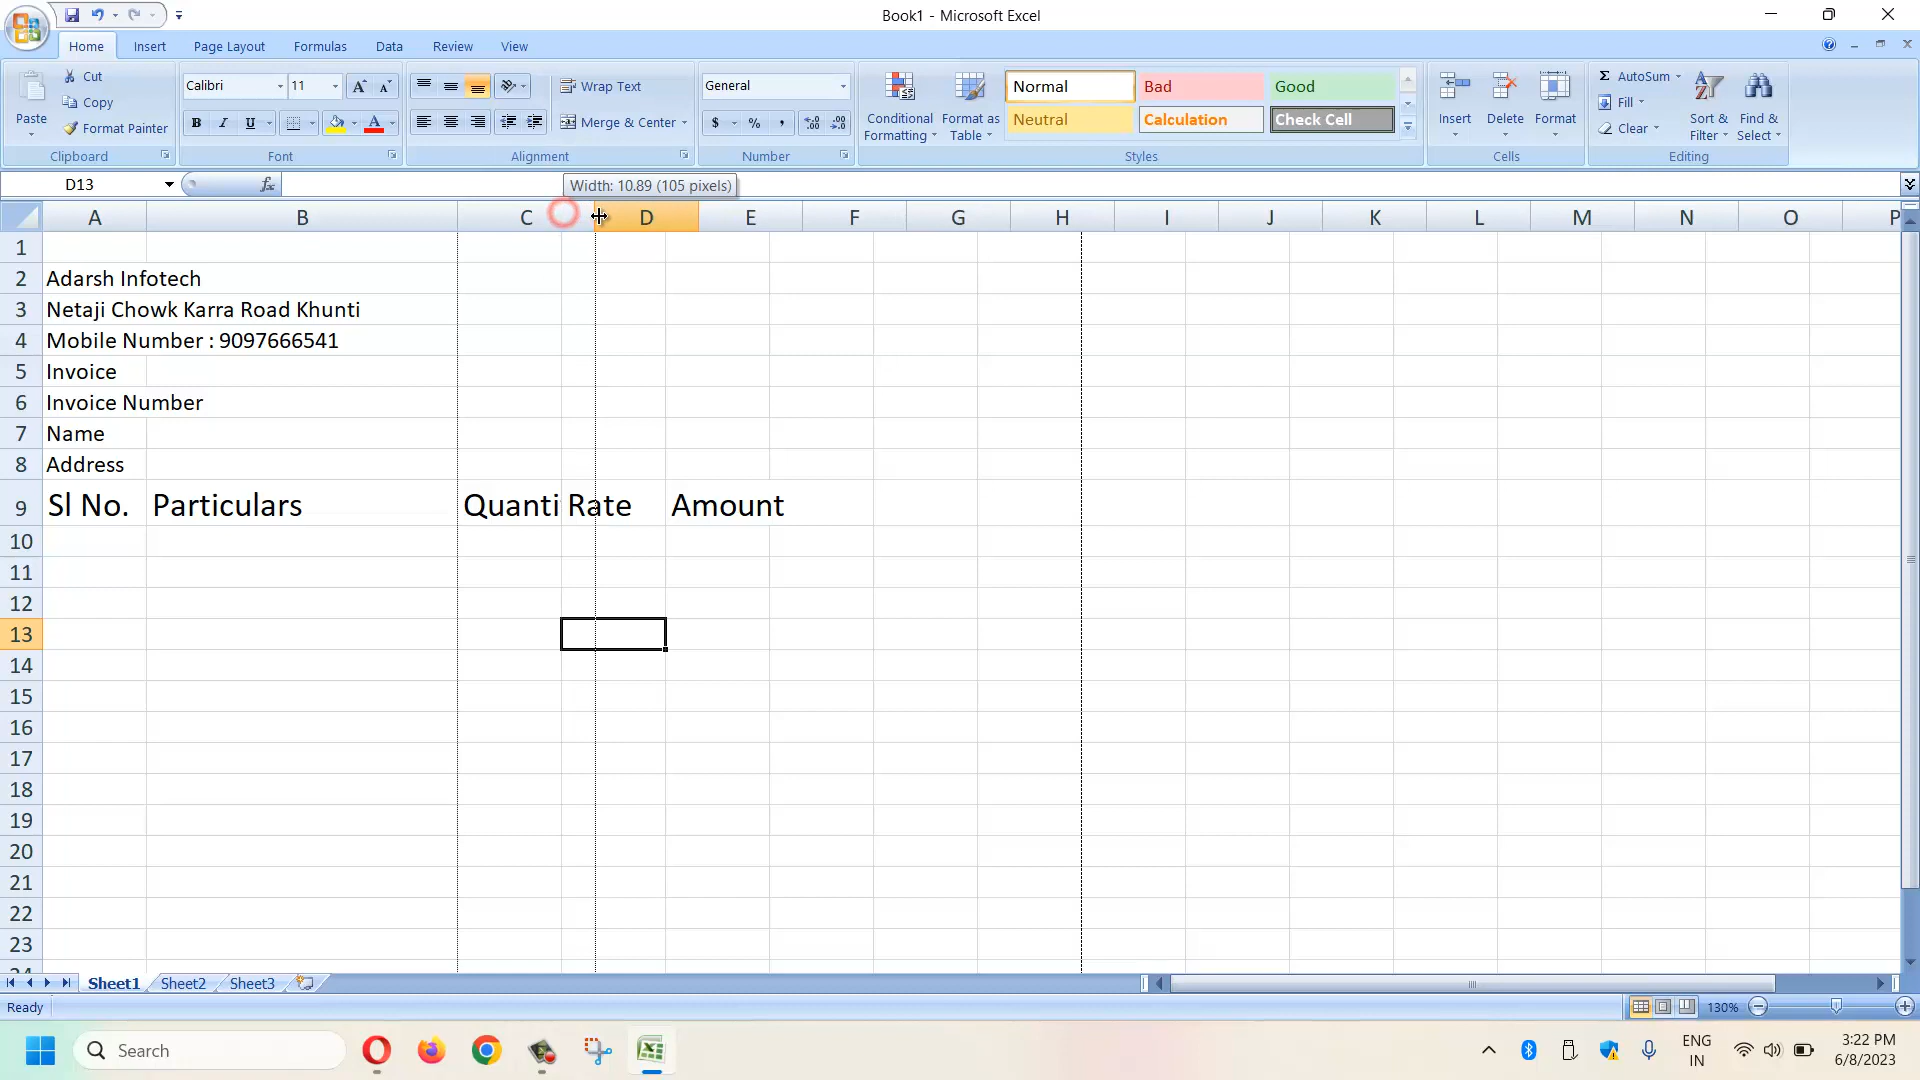 Book1 - Microsoft Excel
Home Insert Page Layout Formulas Data Review View
Paste Cut Copy Format Painter Clipboard
Calibri 11 B I U Font
Wrap Text Merge & Center Alignment
General $ % , Number
Conditional Formatting Format as Table Normal Bad Good Neutral Calculation Check Cell Styles
Insert Delete Format Cells
Σ AutoSum Fill Clear Sort & Filter Find & Select Editing
D13 fx
Width: 10.89 (105 pixels)
A B C D E F G H I J K L M N O P
1
2 Adarsh Infotech
3 Netaji Chowk Karra Road Khunti
4 Mobile Number : 9097666541
5 Invoice
6 Invoice Number
7 Name
8 Address
9 Sl No. Particulars Quanti Rate Amount
10
11
12
13
14
15
16
17
18
19
20
21
22
23
24
Sheet1 Sheet2 Sheet3
Ready 130%
Search ENG IN 3:22 PM 6/8/2023